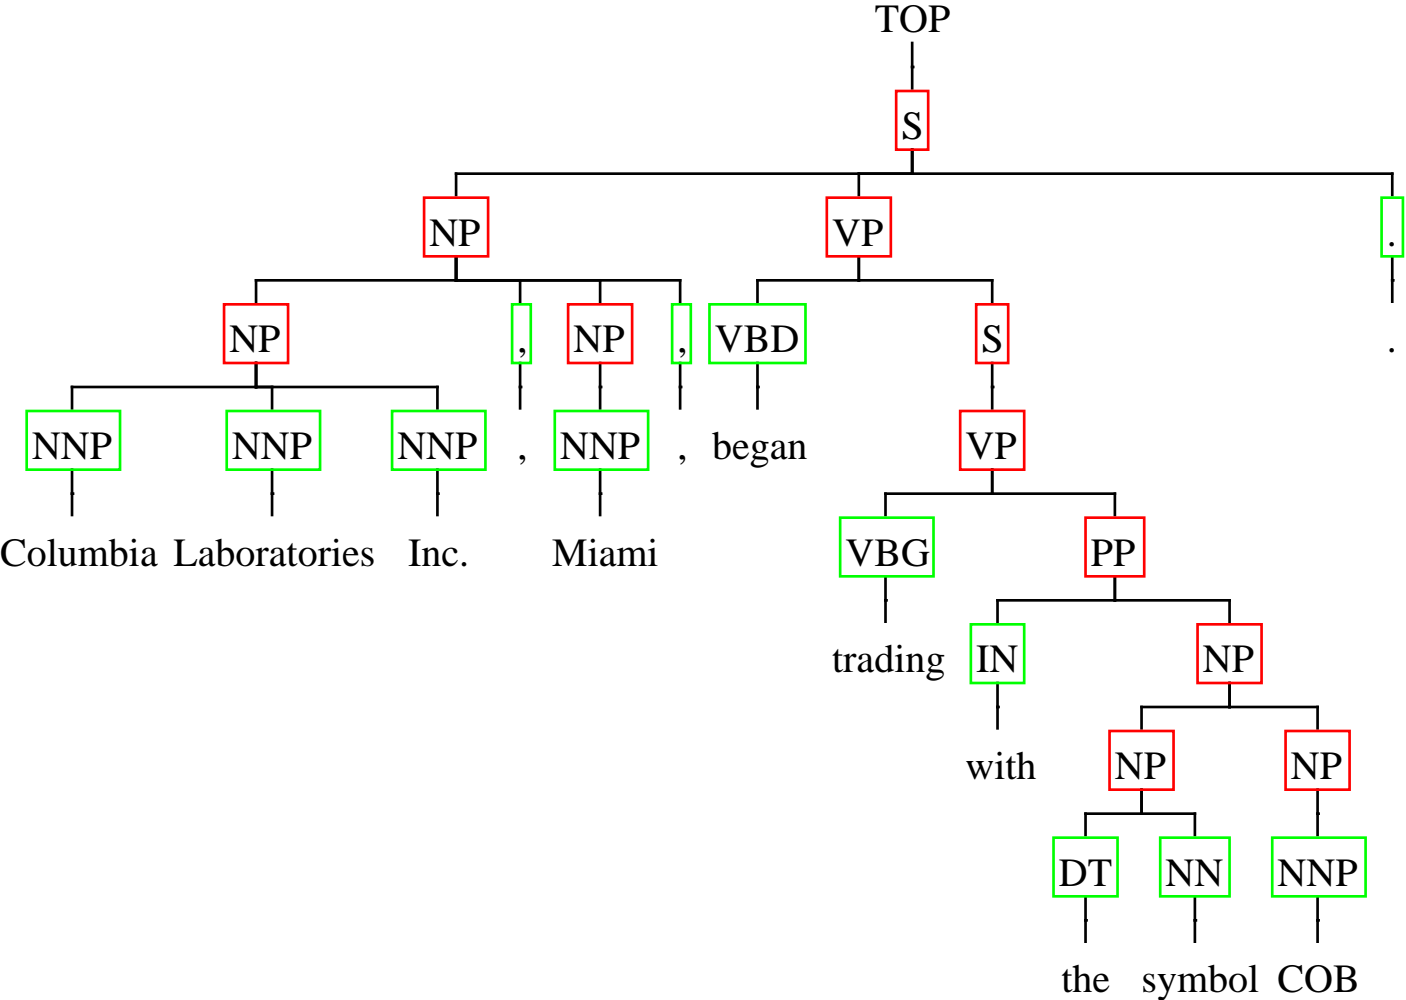 TOP
S
NP VP .
NP , NP , VBD S .
NNP NNP NNP , NNP , began VP
Columbia Laboratories Inc. Miami VBG PP
trading IN NP
with NP NP
DT NN NNP
the symbol COB